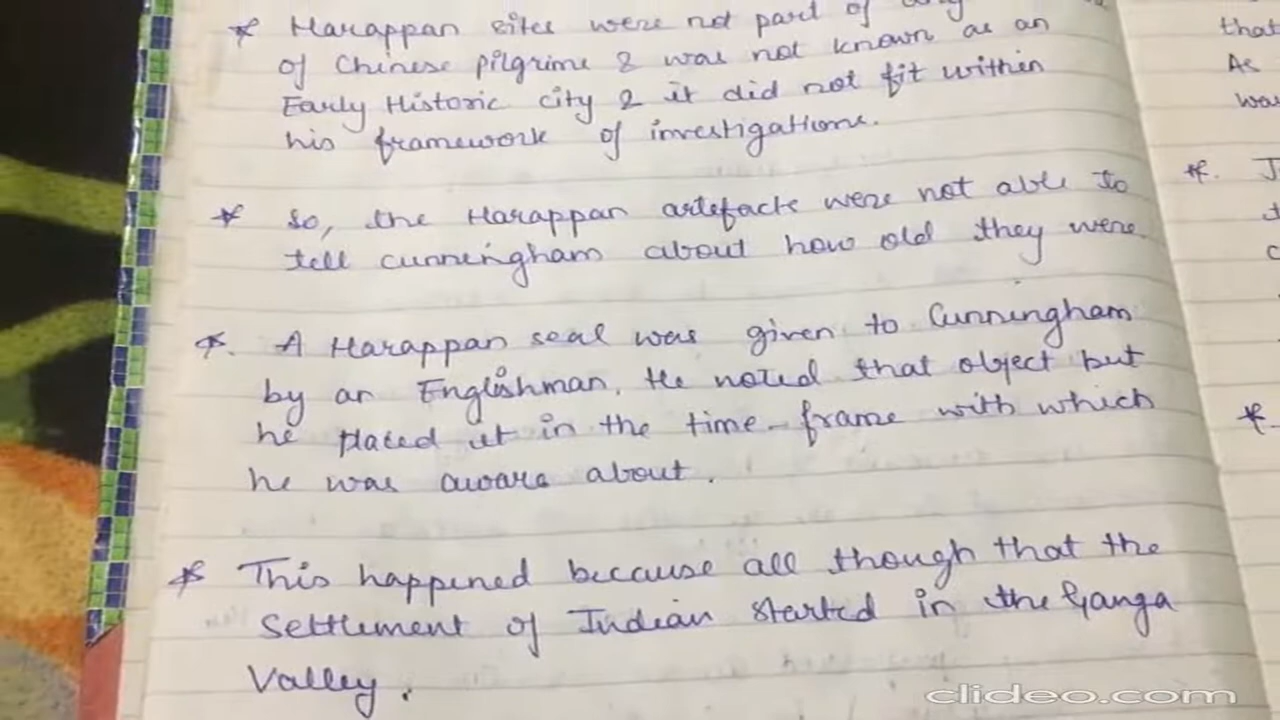 * Harappan sites were not part of
of Chinese pilgrims & was not known as an
Early Historic city & it did not fit within
his framework of investigations.
* So, the Harappan artefacts were not able to
tell cunningham about how old they were
*. A Harappan seal was given to Cunningham
by an Englishman. He noted that object but
he placed it in the time-frame with which
he was aware about.
* This happened because all though that the
Settlement of Indian started in the Ganga
Valley.
that
As
was
*.
*.
clideo.com